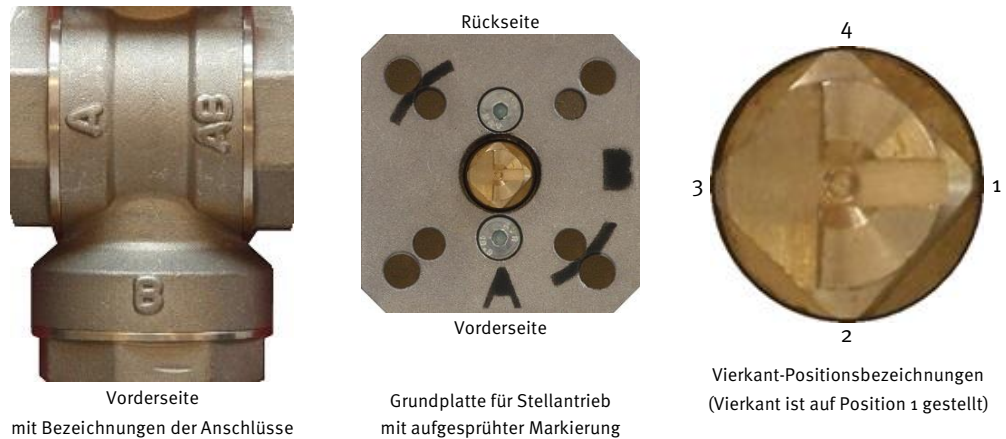 A
AB
B
Vorderseite
mit Bezeichnungen der Anschlüsse
Rückseite
B
A
Vorderseite
Grundplatte für Stellantrieb
mit aufgesprühter Markierung
4
3
1
2
Vierkant-Positionsbezeichnungen
(Vierkant ist auf Position 1 gestellt)